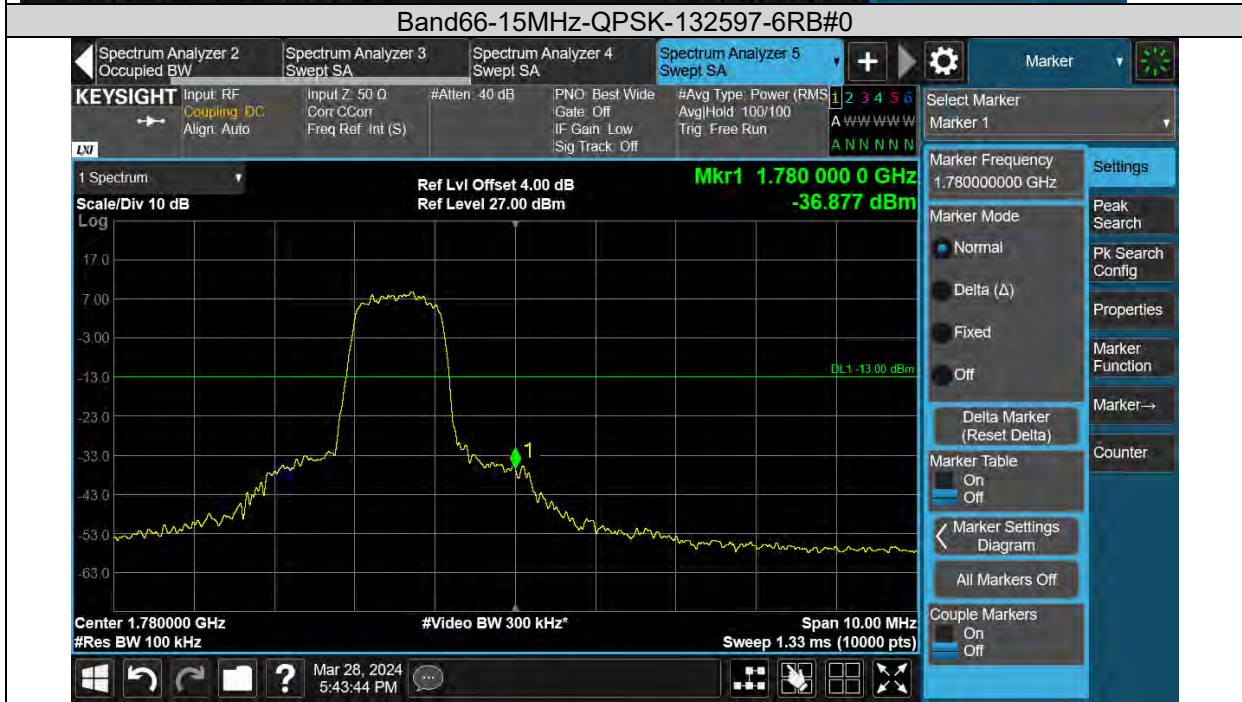 Band66-15MHz-QPSK-132597-6RB#0
Spectrum Analyzer 2
Occupied BW
Spectrum Analyzer 3
Swept SA
Spectrum Analyzer 4
Swept SA
Spectrum Analyzer 5
Swept SA
+
Marker
KEYSIGHT
LXI
Input: RF
Coupling: DC
Align: Auto
Input Z: 50 Ω
Corr CCorr
Freq Ref: Int (S)
#Atten: 40 dB
PNO: Best Wide
Gate: Off
IF Gain: Low
Sig Track: Off
#Avg Type: Power (RMS
Avg|Hold: 100/100
Trig: Free Run
1 2 3 4 5 6
A W W W W W
A N N N N N
Select Marker
Marker 1
1 Spectrum
Scale/Div 10 dB
Log
Ref Lvl Offset 4.00 dB
Ref Level 27.00 dBm
Mkr1 1.780 000 0 GHz
-36.877 dBm
17.0
7.00
-3.00
-13.0
-23.0
-33.0
-43.0
-53.0
-63.0
DL1 -13.00 dBm
1
Center 1.780000 GHz
#Res BW 100 kHz
#Video BW 300 kHz*
Span 10.00 MHz
Sweep 1.33 ms (10000 pts)
Marker Frequency
1.780000000 GHz
Marker Mode
Normal
Delta (Δ)
Fixed
Off
Delta Marker
(Reset Delta)
Marker Table
On
Off
Marker Settings
Diagram
All Markers Off
Couple Markers
On
Off
Settings
Peak
Search
Pk Search
Config
Properties
Marker
Function
Marker→
Counter
?
Mar 28, 2024
5:43:44 PM